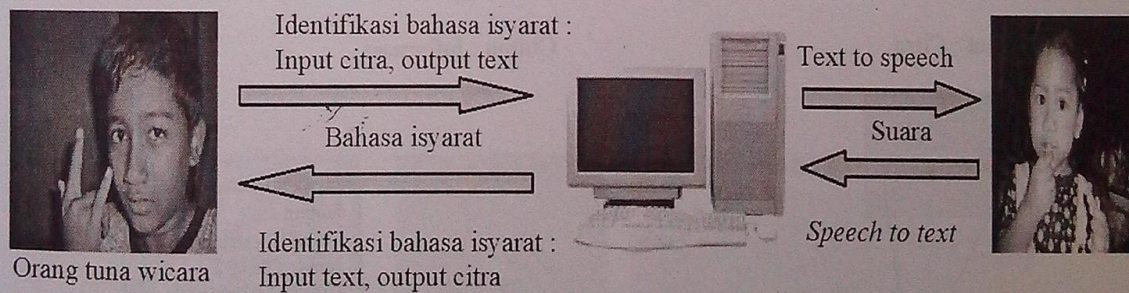 Identifikasi bahasa isyarat :
Input citra, output text
Bahasa isyarat
Identifikasi bahasa isyarat :
Input text, output citra
Orang tuna wicara
Text to speech
Suara
Speech to text